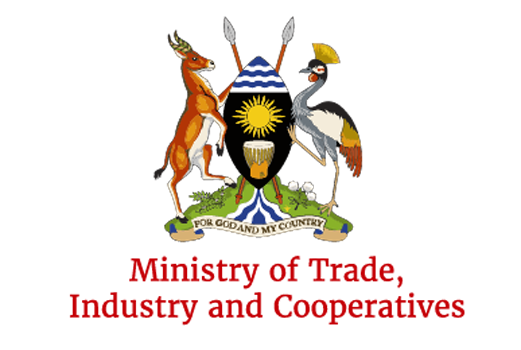 FOR GOD AND MY COUNTRY
Ministry of Trade,
Industry and Cooperatives